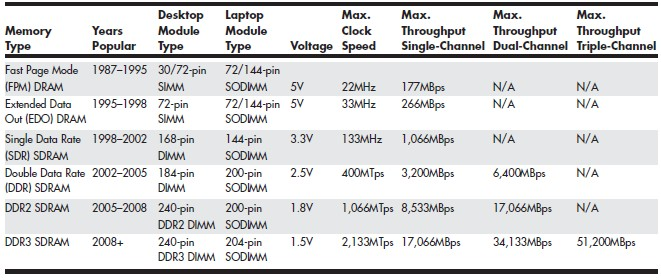 Memory Type | Years Popular | Desktop Module Type | Laptop Module Type | Voltage | Max. Clock Speed | Max. Throughput Single-Channel | Max. Throughput Dual-Channel | Max. Throughput Triple-Channel
Fast Page Mode (FPM) DRAM | 1987–1995 | 30/72-pin SIMM | 72/144-pin SODIMM | 5V | 22MHz | 177MBps | N/A | N/A
Extended Data Out (EDO) DRAM | 1995–1998 | 72-pin SIMM | 72/144-pin SODIMM | 5V | 33MHz | 266MBps | N/A | N/A
Single Data Rate (SDR) SDRAM | 1998–2002 | 168-pin DIMM | 144-pin SODIMM | 3.3V | 133MHz | 1,066MBps | N/A | N/A
Double Data Rate (DDR) SDRAM | 2002–2005 | 184-pin DIMM | 200-pin SODIMM | 2.5V | 400MTps | 3,200MBps | 6,400MBps | N/A
DDR2 SDRAM | 2005–2008 | 240-pin DDR2 DIMM | 200-pin SODIMM | 1.8V | 1,066MTps | 8,533MBps | 17,066MBps | N/A
DDR3 SDRAM | 2008+ | 240-pin DDR3 DIMM | 204-pin SODIMM | 1.5V | 2,133MTps | 17,066MBps | 34,133MBps | 51,200MBps